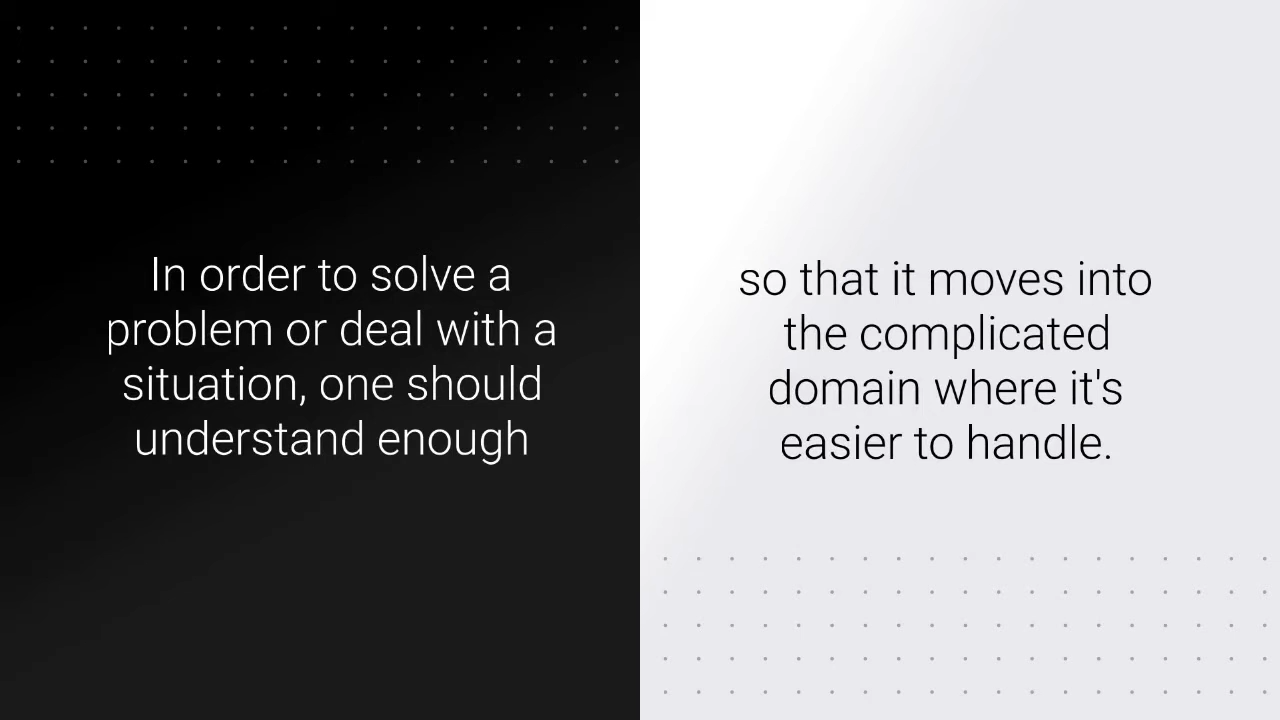 In order to solve a
problem or deal with a
situation, one should
understand enough
so that it moves into
the complicated
domain where it's
easier to handle.